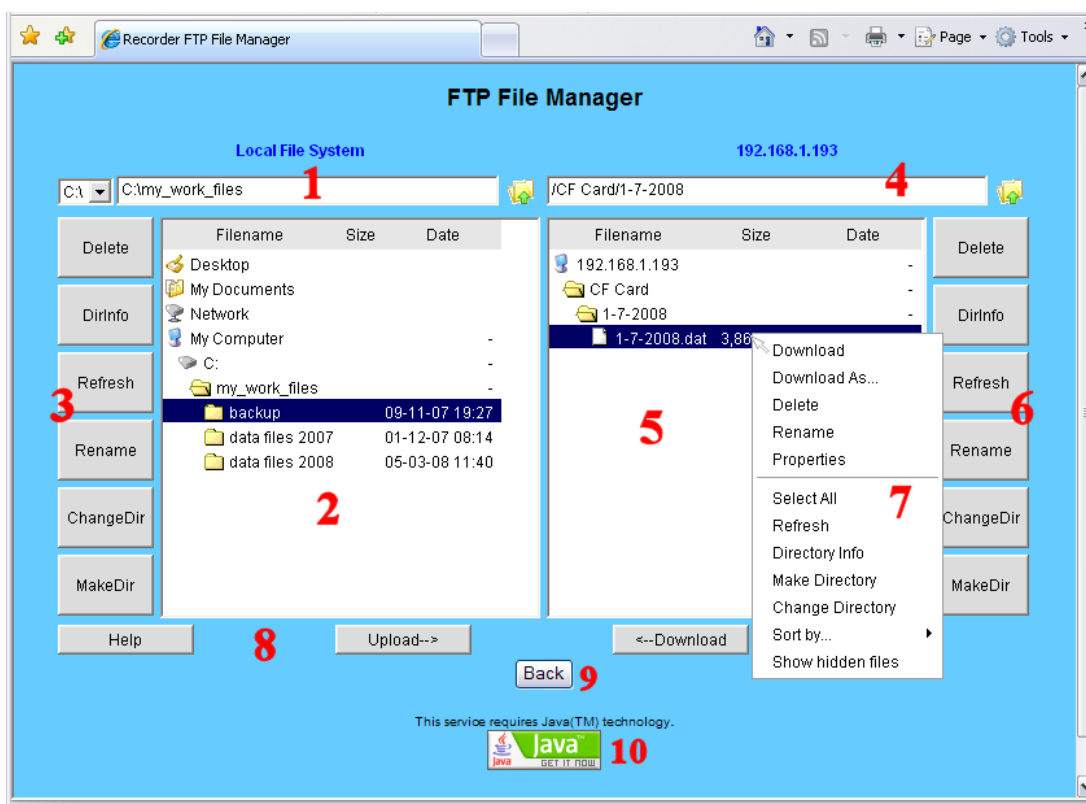 Recorder FTP File Manager
Page
Tools
FTP File Manager
Local File System
192.168.1.193
C:\
C:\my_work_files
1
/CF Card/1-7-2008
4
Delete
DirInfo
Refresh
3
Rename
ChangeDir
MakeDir
Filename Size Date
Desktop
My Documents
Network
My Computer -
C: -
my_work_files -
backup 09-11-07 19:27
data files 2007 01-12-07 08:14
data files 2008 05-03-08 11:40
2
Filename Size Date
192.168.1.193 -
CF Card -
1-7-2008 -
1-7-2008.dat 3,86
5
Download
Download As...
Delete
Rename
Properties
Select All
7
Refresh
Directory Info
Make Directory
Change Directory
Sort by...
Show hidden files
Delete
DirInfo
Refresh
6
Rename
ChangeDir
MakeDir
Help
8
Upload-->
<--Download
Back
9
This service requires Java(TM) technology.
Java
Java™
GET IT NOW
10